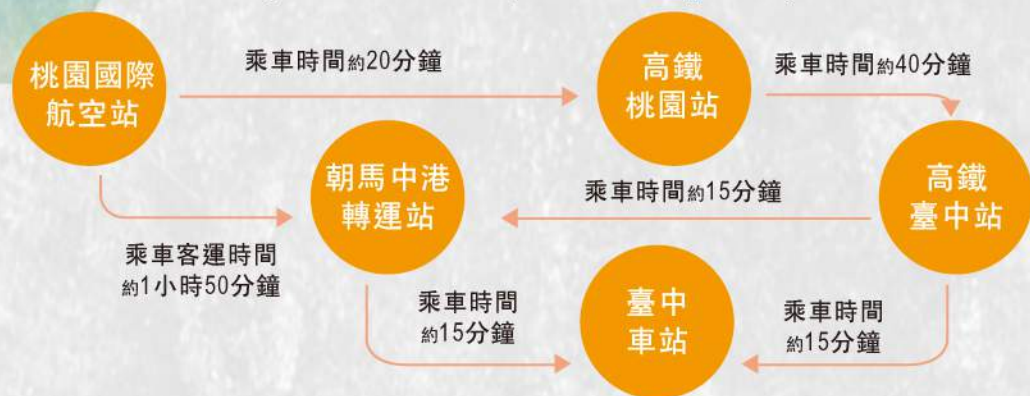 桃園國際
航空站
乘車時間約20分鐘
高鐵
桃園站
乘車時間約40分鐘
朝馬中港
轉運站
乘車時間約15分鐘
高鐵
臺中站
乘車客運時間
約1小時50分鐘
乘車時間
約15分鐘
臺中
車站
乘車時間
約15分鐘